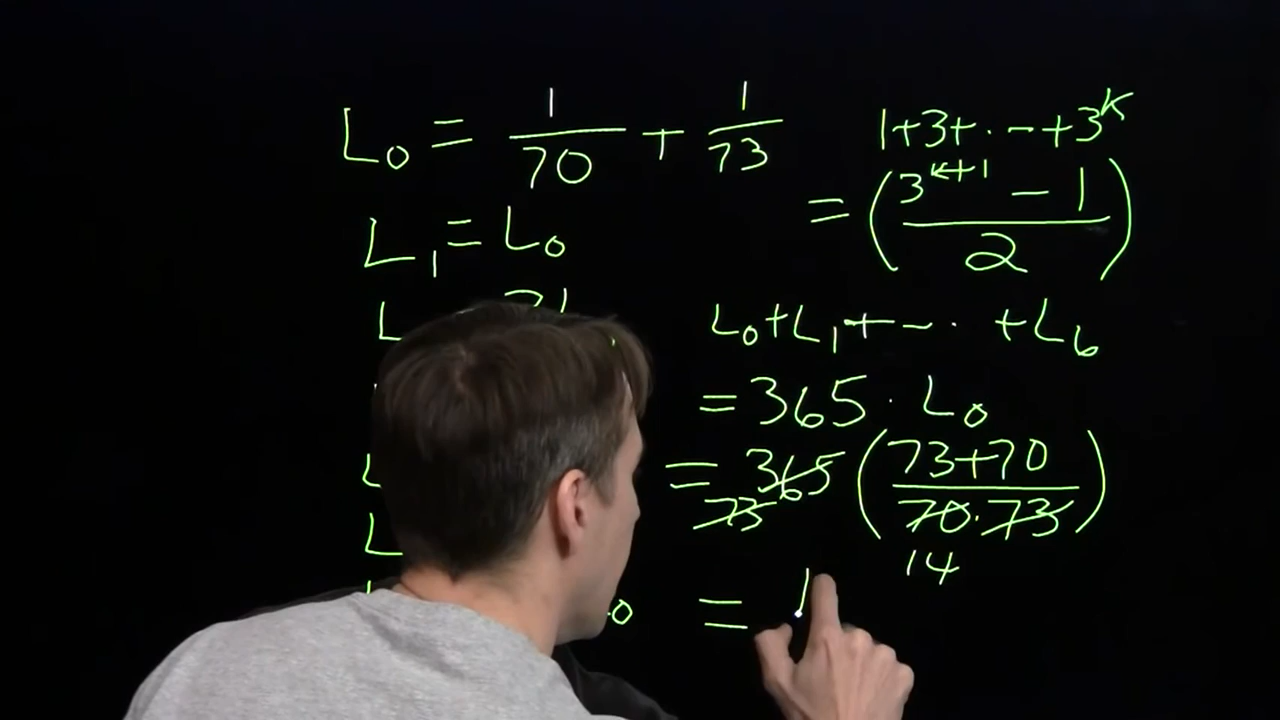 L₀ = 1/70 + 1/73
L₁ = L₀
L
L
L
₀
1+3+·--+3^k
= ((3^(k+1) - 1)/2)
L₀+L₁+-· +L₆
= 365 · L₀
= 365 ((73+70)/(70·73))
73
14
= 1